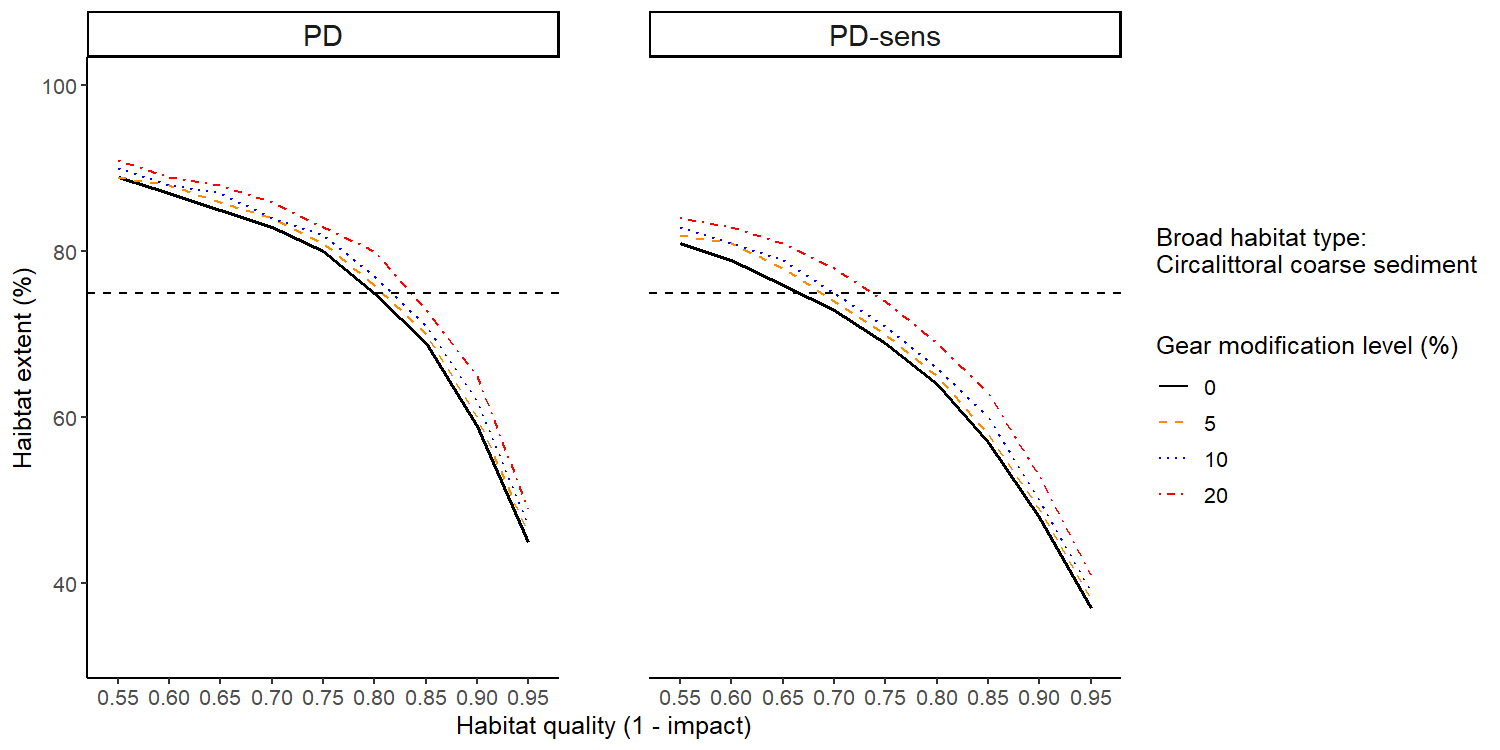 PD
PD-sens
100
80
60
40
Haibtat extent (%)
0.55 0.60 0.65 0.70 0.75 0.80 0.85 0.90 0.95
0.55 0.60 0.65 0.70 0.75 0.80 0.85 0.90 0.95
Habitat quality (1 - impact)
Broad habitat type:
Circalittoral coarse sediment
Gear modification level (%)
0
5
10
20